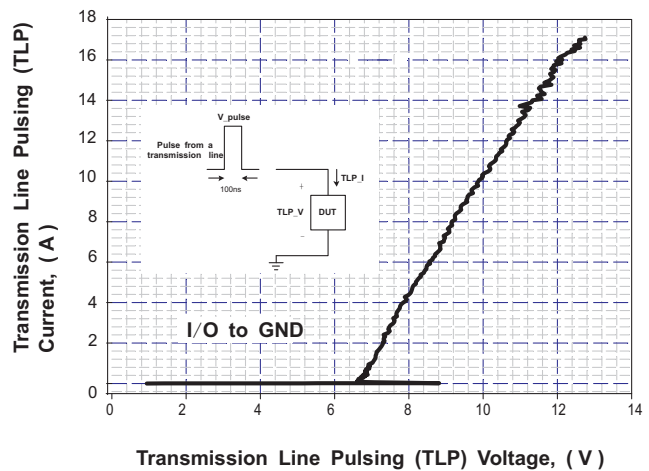 Transmission Line Pulsing (TLP)
Current, ( A )
18
16
14
12
10
8
6
4
2
0
V_pulse
Pulse from a
transmission line
100ns
+
TLP_I
TLP_V
DUT
-
I/O to GND
0
2
4
6
8
10
12
14
Transmission Line Pulsing (TLP) Voltage, ( V )